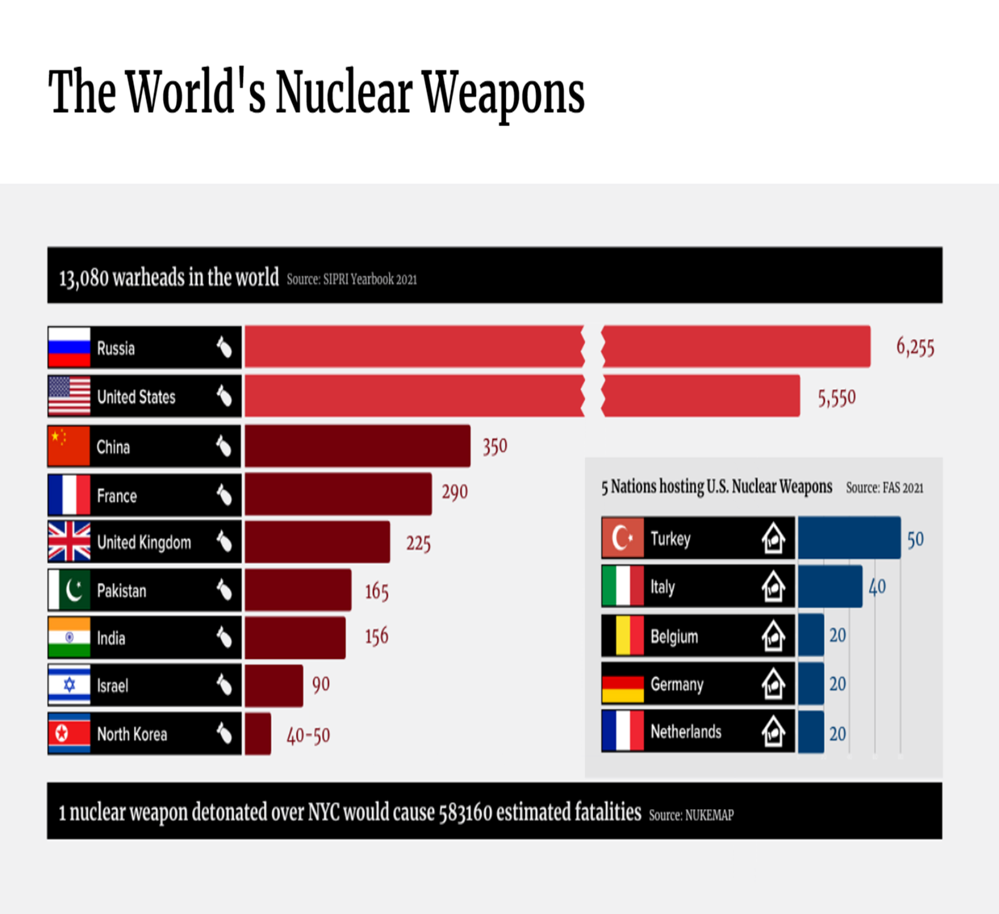 The World's Nuclear Weapons
13,080 warheads in the world Source: SIPRI Yearbook 2021
Russia 6,255
United States 5,550
China 350
France 290
United Kingdom 225
Pakistan 165
India 156
Israel 90
North Korea 40-50
5 Nations hosting U.S. Nuclear Weapons Source: FAS 2021
Turkey 50
Italy 40
Belgium 20
Germany 20
Netherlands 20
1 nuclear weapon detonated over NYC would cause 583160 estimated fatalities Source: NUKEMAP